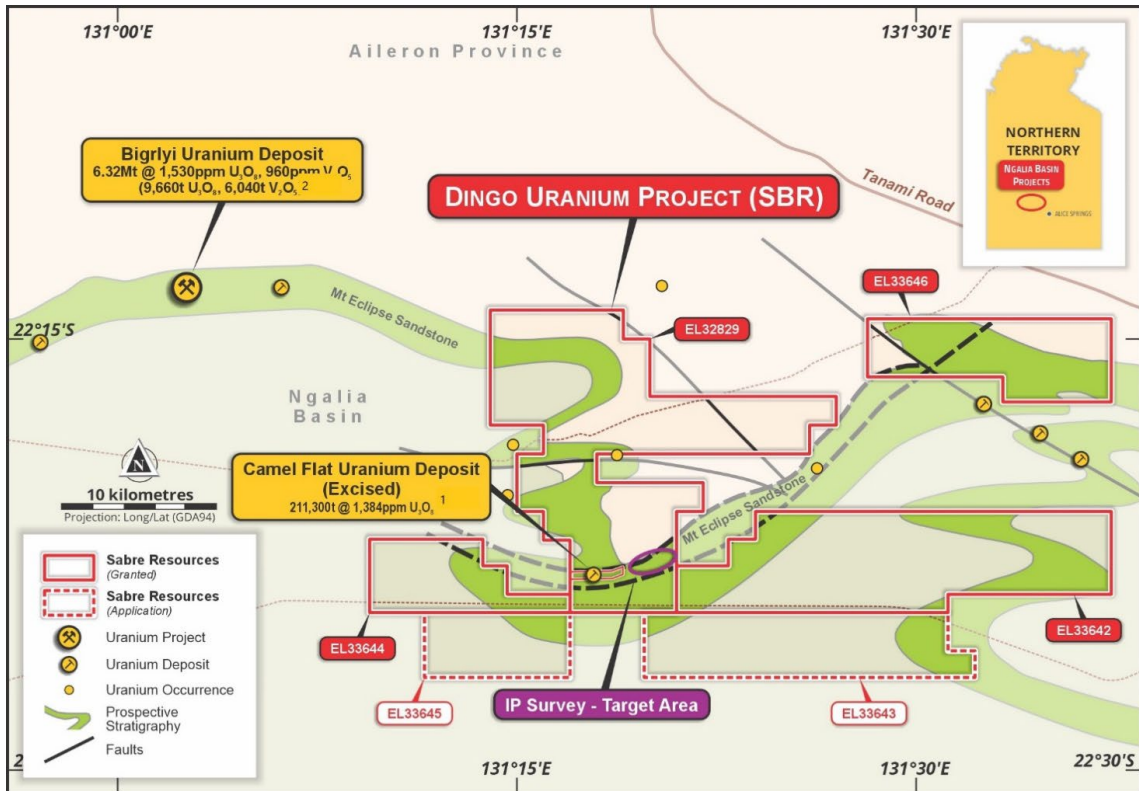 131°00'E
131°15'E
131°30'E
Aileron Province
NORTHERN
TERRITORY
NGALIA BASIN
PROJECTS
ALICE SPRINGS
Bigrlyi Uranium Deposit
6.32Mt @ 1,530ppm U₃O₈, 960ppm V₂O₅
(9,660t U₃O₈, 6,040t V₂O₅ ²
DINGO URANIUM PROJECT (SBR)
Tanami Road
EL33646
Mt Eclipse Sandstone
22°15'S
EL32829
Ngalia
Basin
N
10 kilometres
Projection: Long/Lat (GDA94)
Camel Flat Uranium Deposit
(Excised)
211,300t @ 1,384ppm U₃O₈ ¹
Mt Eclipse Sandstone
Sabre Resources
(Granted)
Sabre Resources
(Application)
Uranium Project
Uranium Deposit
Uranium Occurrence
Prospective
Stratigraphy
Faults
EL33644
EL33642
EL33645
IP Survey - Target Area
EL33643
131°15'E
131°30'E
22°30'S